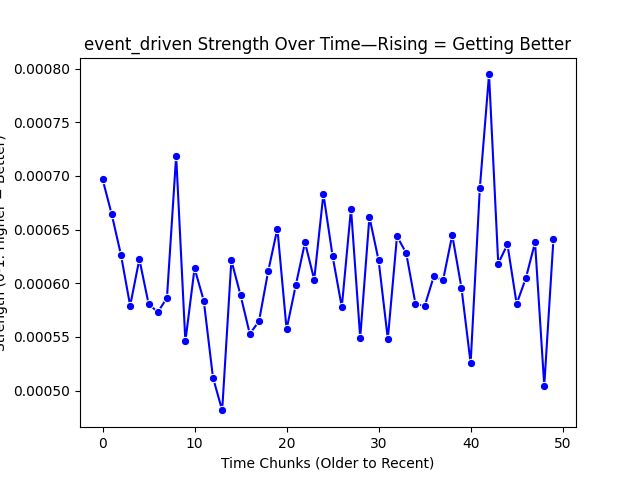 event_driven Strength Over Time—Rising = Getting Better
0.00080
0.00075
0.00070
0.00065
0.00060
0.00055
0.00050
Strength (0-1: Higher = Better)
0 10 20 30 40 50
Time Chunks (Older to Recent)